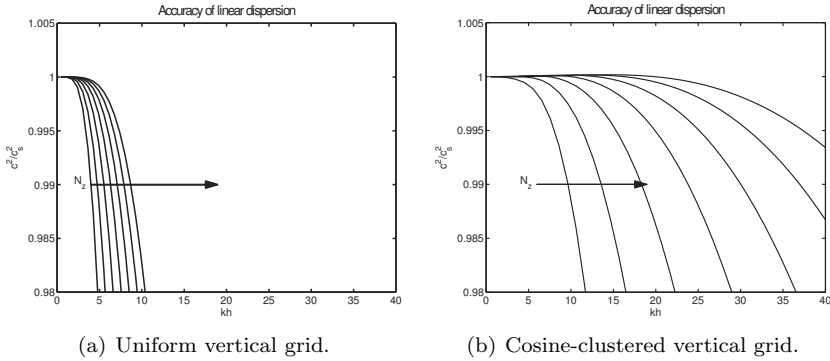 Accuracy of linear dispersion
1.005
1
0.995
0.99
0.985
0.98
c²/c²ₛ
N_z
0 5 10 15 20 25 30 35 40
kh
(a) Uniform vertical grid.
Accuracy of linear dispersion
1.005
1
0.995
0.99
0.985
0.98
c²/c²ₛ
N_z
0 5 10 15 20 25 30 35 40
kh
(b) Cosine-clustered vertical grid.